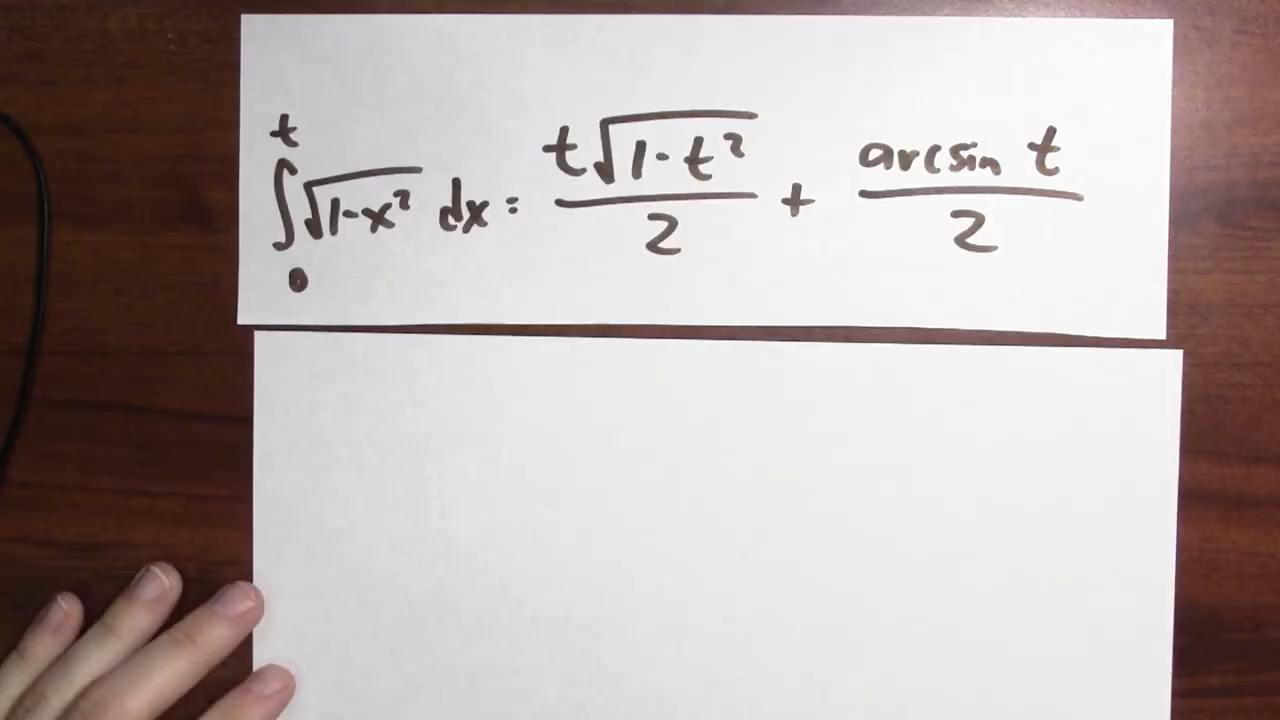 ∫₀ᵗ √(1-x²) dx = t√(1-t²)/2 + arcsin t/2